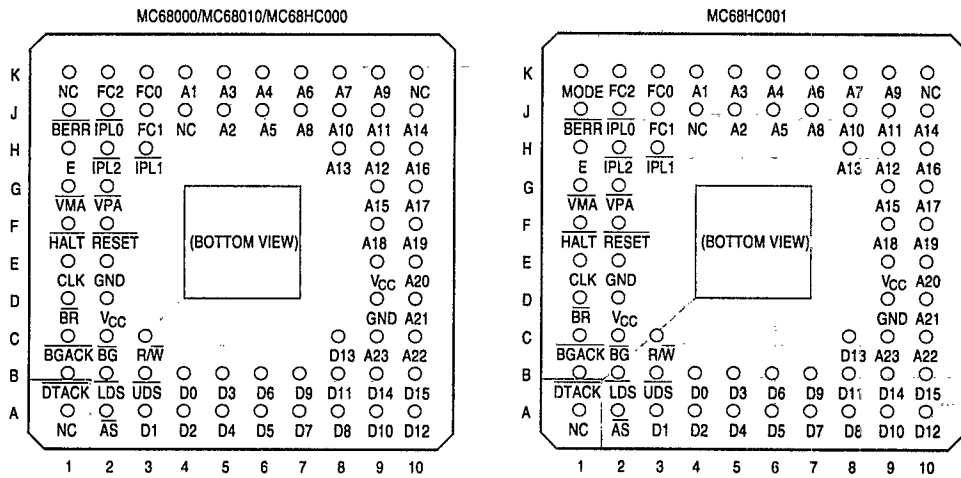 MC68000/MC68010/MC68HC000
K
NC FC2 FC0 A1 A3 A4 A6 A7 A9 NC
J
BERR IPL0 FC1 NC A2 A5 A8 A10 A11 A14
H
E IPL2 IPL1 A13 A12 A16
G
VMA VPA A15 A17
F
HALT RESET (BOTTOM VIEW) A18 A19
E
CLK GND VCC A20
D
BR VCC GND A21
C
BGACK BG R/W D13 A23 A22
B
DTACK LDS UDS D0 D3 D6 D9 D11 D14 D15
A
NC AS D1 D2 D4 D5 D7 D8 D10 D12
1 2 3 4 5 6 7 8 9 10
MC68HC001
K
MODE FC2 FC0 A1 A3 A4 A6 A7 A9 NC
J
BERR IPL0 FC1 NC A2 A5 A8 A10 A11 A14
H
E IPL2 IPL1 A13 A12 A16
G
VMA VPA A15 A17
F
HALT RESET (BOTTOM VIEW) A18 A19
E
CLK GND VCC A20
D
BR VCC GND A21
C
BGACK BG R/W D13 A23 A22
B
DTACK LDS UDS D0 D3 D6 D9 D11 D14 D15
A
NC AS D1 D2 D4 D5 D7 D8 D10 D12
1 2 3 4 5 6 7 8 9 10